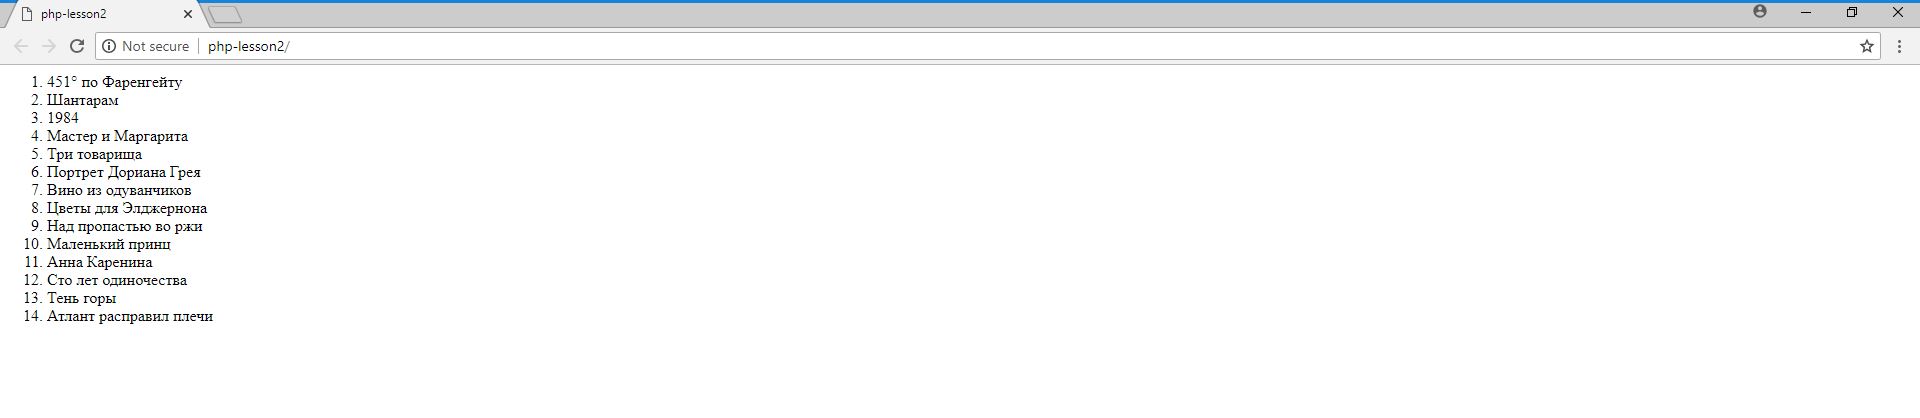 php-lesson2
Not secure php-lesson2/
1. 451° по Фаренгейту
2. Шантарам
3. 1984
4. Мастер и Маргарита
5. Три товарища
6. Портрет Дориана Грея
7. Вино из одуванчиков
8. Цветы для Элджернона
9. Над пропастью во ржи
10. Маленький принц
11. Анна Каренина
12. Сто лет одиночества
13. Тень горы
14. Атлант расправил плечи